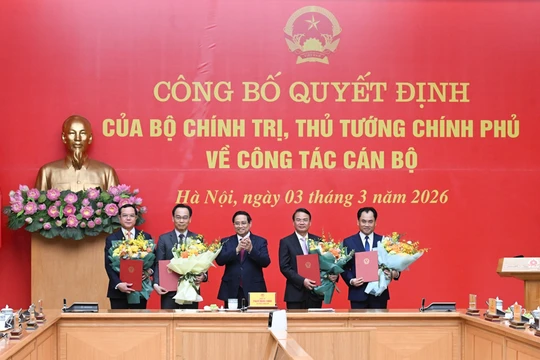 CÔNG BỐ QUYẾT ĐỊNH
CỦA BỘ CHÍNH TRỊ, THỦ TƯỚNG CHÍNH PHỦ
VỀ CÔNG TÁC CÁN BỘ
Hà Nội, ngày 03 tháng 3 năm 2026